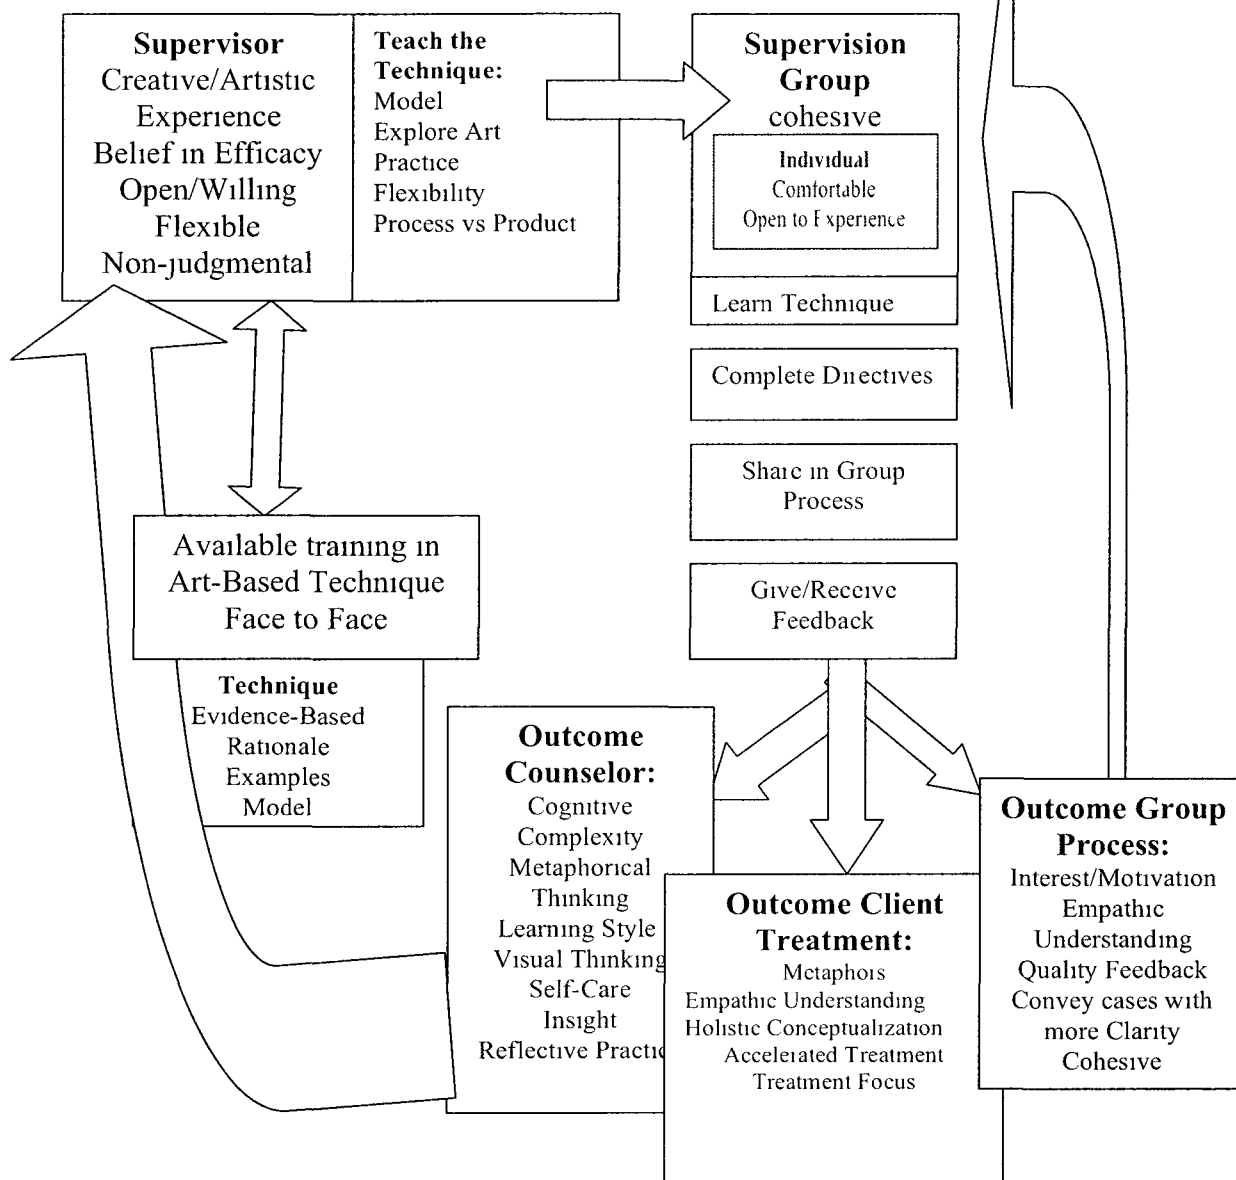 Supervisor
Creative/Artistic
Experience
Belief in Efficacy
Open/Willing
Flexible
Non-judgmental
Teach the
Technique:
Model
Explore Art
Practice
Flexibility
Process vs Product
Supervision
Group
cohesive
Individual
Comfortable
Open to Experience
Learn Technique
Complete Directives
Share in Group
Process
Give/Receive
Feedback
Available training in
Art-Based Technique
Face to Face
Technique
Evidence-Based
Rationale
Examples
Model
Outcome
Counselor:
Cognitive
Complexity
Metaphorical
Thinking
Learning Style
Visual Thinking
Self-Care
Insight
Reflective Practic
Outcome Client
Treatment:
Metaphors
Empathic Understanding
Holistic Conceptualization
Accelerated Treatment
Treatment Focus
Outcome Group
Process:
Interest/Motivation
Empathic
Understanding
Quality Feedback
Convey cases with
more Clarity
Cohesive